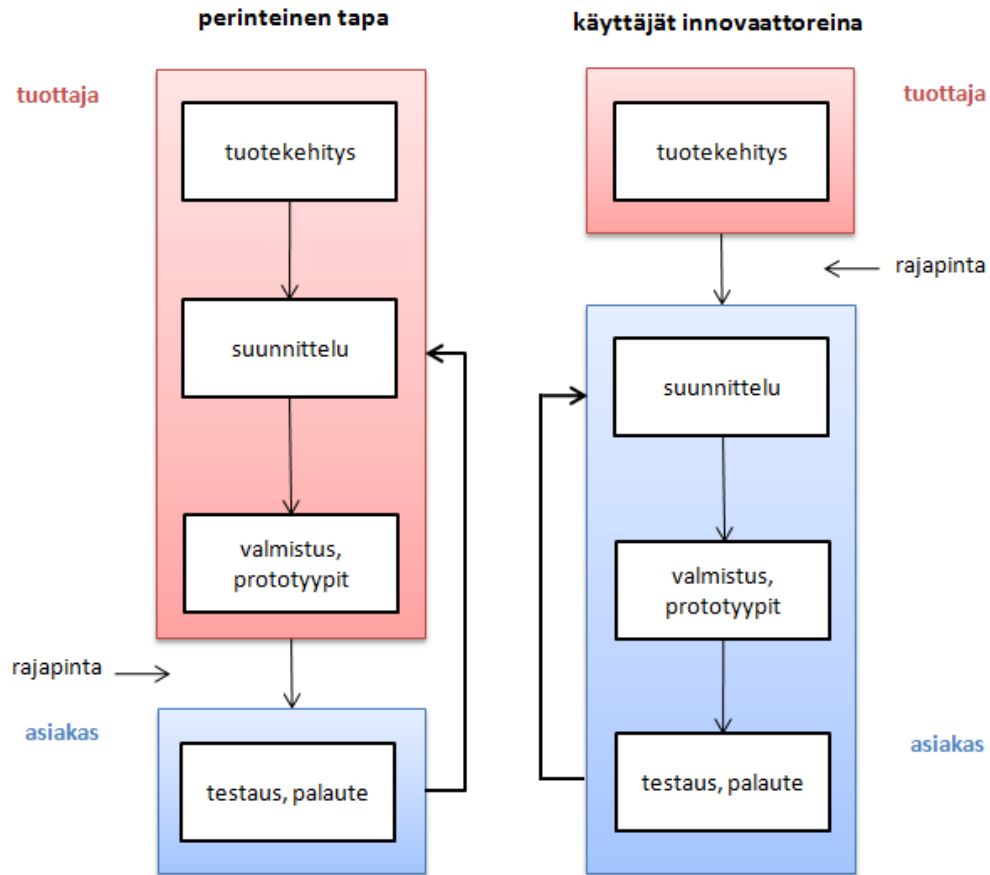 perinteinen tapa
tuottaja
tuotekehitys
suunnittelu
valmistus,
prototyypit
rajapinta
asiakas
testaus, palaute
käyttäjät innovaattoreina
tuottaja
tuotekehitys
rajapinta
suunnittelu
valmistus,
prototyypit
asiakas
testaus, palaute